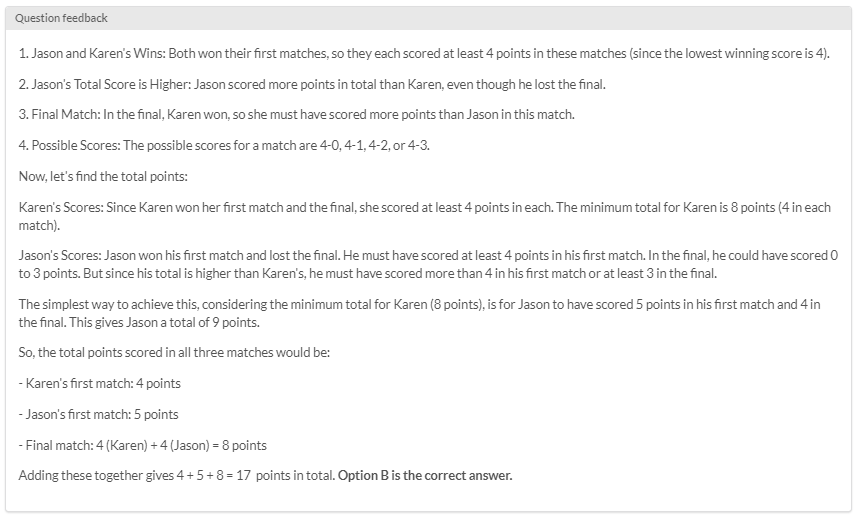 Question feedback
1. Jason and Karen's Wins: Both won their first matches, so they each scored at least 4 points in these matches (since the lowest winning score is 4).
2. Jason's Total Score is Higher: Jason scored more points in total than Karen, even though he lost the final.
3. Final Match: In the final, Karen won, so she must have scored more points than Jason in this match.
4. Possible Scores: The possible scores for a match are 4-0, 4-1, 4-2, or 4-3.
Now, let's find the total points:
Karen's Scores: Since Karen won her first match and the final, she scored at least 4 points in each. The minimum total for Karen is 8 points (4 in each
match).
Jason's Scores: Jason won his first match and lost the final. He must have scored at least 4 points in his first match. In the final, he could have scored 0
to 3 points. But since his total is higher than Karen's, he must have scored more than 4 in his first match or at least 3 in the final.
The simplest way to achieve this, considering the minimum total for Karen (8 points), is for Jason to have scored 5 points in his first match and 4 in
the final. This gives Jason a total of 9 points.
So, the total points scored in all three matches would be:
- Karen's first match: 4 points
- Jason's first match: 5 points
- Final match: 4 (Karen) + 4 (Jason) = 8 points
Adding these together gives 4 + 5 + 8 = 17 points in total. Option B is the correct answer.